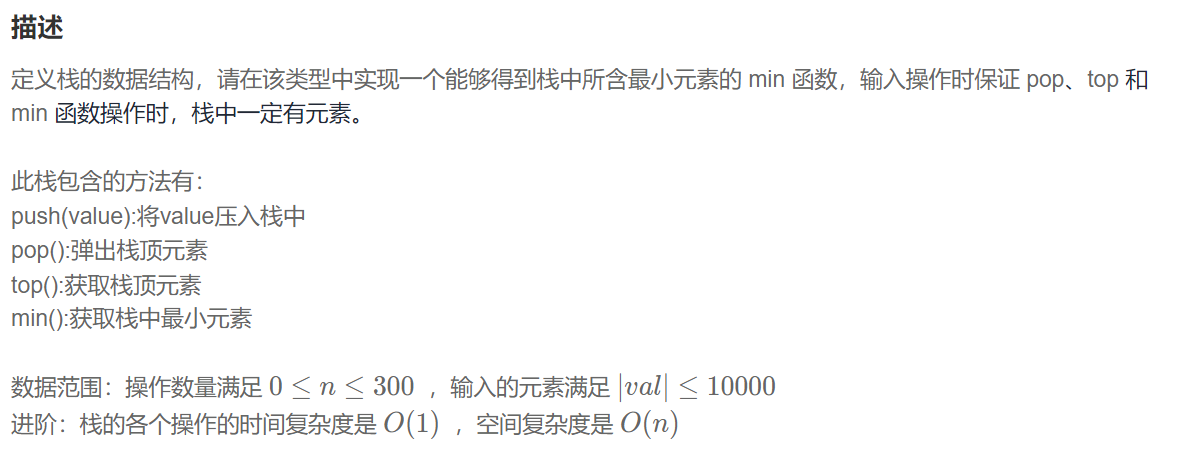 描述
定义栈的数据结构，请在该类型中实现一个能够得到栈中所含最小元素的 min 函数，输入操作时保证 pop、top 和
min 函数操作时，栈中一定有元素。
此栈包含的方法有：
push(value):将value压入栈中
pop():弹出栈顶元素
top():获取栈顶元素
min():获取栈中最小元素
数据范围：操作数量满足 0 ≤ n ≤ 300 ，输入的元素满足 |val| ≤ 10000
进阶：栈的各个操作的时间复杂度是 O(1) ，空间复杂度是 O(n)